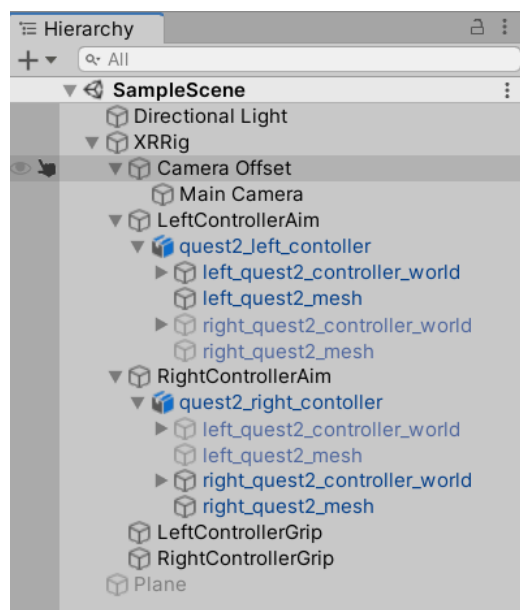 Hierarchy
All
SampleScene
Directional Light
XRRig
Camera Offset
Main Camera
LeftControllerAim
quest2_left_contoller
left_quest2_controller_world
left_quest2_mesh
right_quest2_controller_world
right_quest2_mesh
RightControllerAim
quest2_right_contoller
left_quest2_controller_world
left_quest2_mesh
right_quest2_controller_world
right_quest2_mesh
LeftControllerGrip
RightControllerGrip
Plane